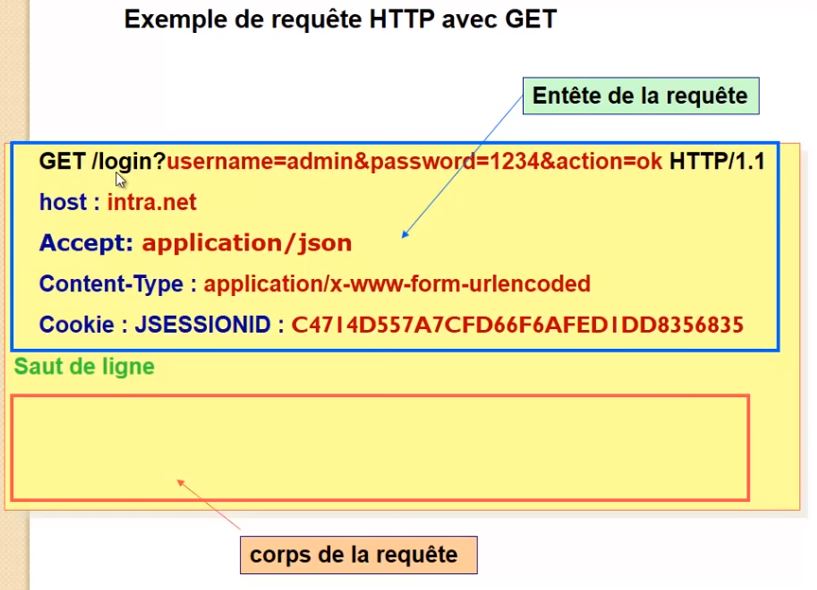 Exemple de requête HTTP avec GET
Entête de la requête
GET /login?username=admin&password=1234&action=ok HTTP/1.1
host : intra.net
Accept: application/json
Content-Type : application/x-www-form-urlencoded
Cookie : JSESSIONID : C4714D557A7CFD66F6AFED1DD8356835
Saut de ligne
corps de la requête